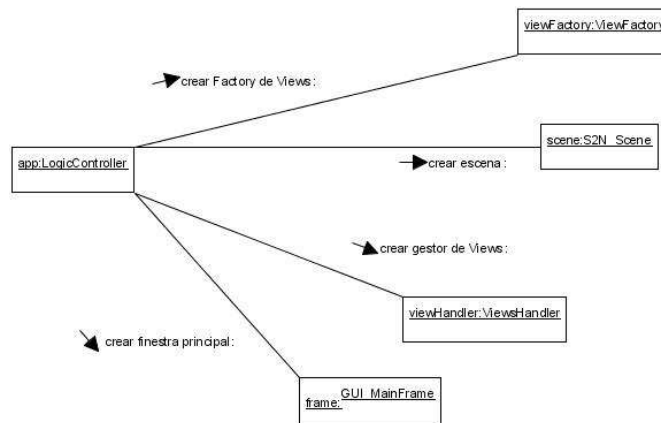 viewFactory:ViewFactory
crear Factory de Views:
scene:S2N_Scene
app:LogicController
crear escena :
crear gestor de Views:
viewHandler:ViewsHandler
crear finestra principal:
GUI_MainFrame
frame: